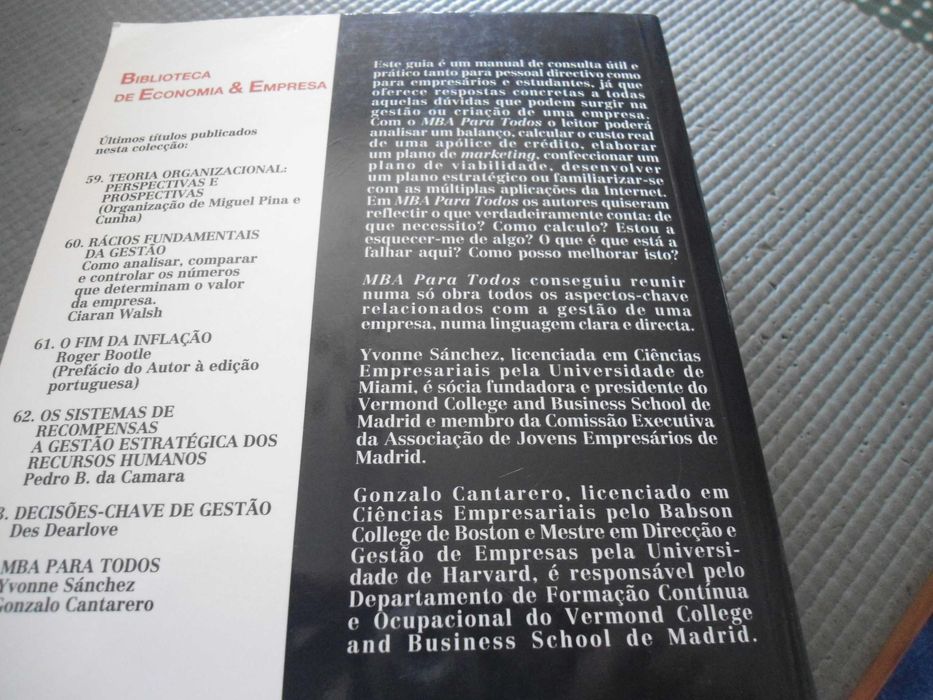 BIBLIOTECA
DE ECONOMIA & EMPRESA
Últimos títulos publicados
nesta colecção:
59. TEORIA ORGANIZACIONAL:
PERSPECTIVAS E
PROSPECTIVAS
(Organização de Miguel Pina e
Cunha)
60. RÁCIOS FUNDAMENTAIS
DA GESTÃO
Como analisar, comparar
e controlar os números
que determinam o valor
da empresa.
Ciaran Walsh
61. O FIM DA INFLAÇÃO
Roger Bootle
(Prefácio do Autor à edição
portuguesa)
62. OS SISTEMAS DE
RECOMPENSAS
A GESTÃO ESTRATÉGICA DOS
RECURSOS HUMANOS
Pedro B. da Camara
3. DECISÕES-CHAVE DE GESTÃO
Des Dearlove
MBA PARA TODOS
Yvonne Sánchez
Gonzalo Cantarero
Este guia é um manual de consulta útil e
prático tanto para pessoal directivo como
para empresários e estudantes, já que
oferece respostas concretas a todas
aquelas dúvidas que podem surgir na
gestão ou criação de uma empresa.
Com o MBA Para Todos o leitor poderá
analisar um balanço, calcular o custo real
de uma apólice de crédito, elaborar
um plano de marketing, confeccionar um
plano de viabilidade, desenvolver
um plano estratégico ou familiarizar-se
com as múltiplas aplicações da Internet.
Em MBA Para Todos os autores quiseram
reflectir o que verdadeiramente conta: de
que necessito? Como calculo? Estou a
esquecer-me de algo? O que é que está a
falhar aqui? Como posso melhorar isto?
MBA Para Todos conseguiu reunir
numa só obra todos os aspectos-chave
relacionados com a gestão de uma
empresa, numa linguagem clara e directa.
Yvonne Sánchez, licenciada em Ciências
Empresariais pela Universidade de
Miami, é sócia fundadora e presidente do
Vermond College and Business School de
Madrid e membro da Comissão Executiva
da Associação de Jovens Empresários de
Madrid.
Gonzalo Cantarero, licenciado em
Ciências Empresariais pelo Babson
College de Boston e Mestre em Direcção e
Gestão de Empresas pela Universi-
dade de Harvard, é responsável pelo
Departamento de Formação Contínua
e Ocupacional do Vermond College
and Business School de Madrid.